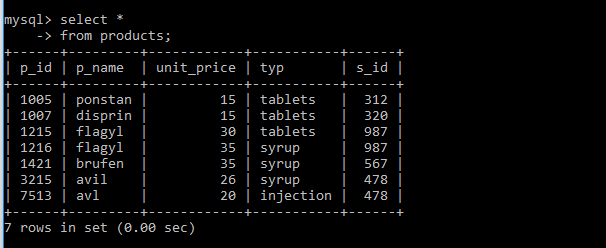 mysql> select *
    -> from products;
+------+---------+------------+-----------+------+
| p_id | p_name  | unit_price | typ       | s_id |
+------+---------+------------+-----------+------+
| 1005 | ponstan |         15 | tablets   |  312 |
| 1007 | disprin |         15 | tablets   |  320 |
| 1215 | flagyl  |         30 | tablets   |  987 |
| 1216 | flagyl  |         35 | syrup     |  987 |
| 1421 | brufen  |         35 | syrup     |  567 |
| 3215 | avil    |         26 | syrup     |  478 |
| 7513 | avl     |         20 | injection |  478 |
+------+---------+------------+-----------+------+
7 rows in set (0.00 sec)